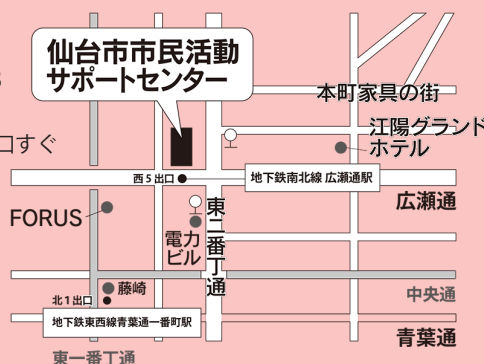 仙台市市民活動
サポートセンター
本町家具の街
江陽グランド
ホテル
口すぐ
西5出口
地下鉄南北線 広瀬通駅
広瀬通
FORUS
東二番丁通
電力
ビル
藤崎
中央通
北1出口
地下鉄東西線青葉通一番町駅
青葉通
東一番丁通